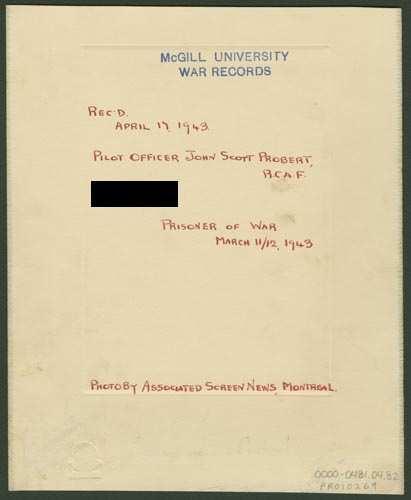 McGILL UNIVERSITY
WAR RECORDS
REC'D.
APRIL 17, 1943.
PILOT OFFICER JOHN SCOTT PROBERT,
R.C.A.F.
PRISONER OF WAR
MARCH 11/12, 1943
PHOTO BY ASSOCIATED SCREEN NEWS, MONTREAL.
0000-0481.04.82
PR010269